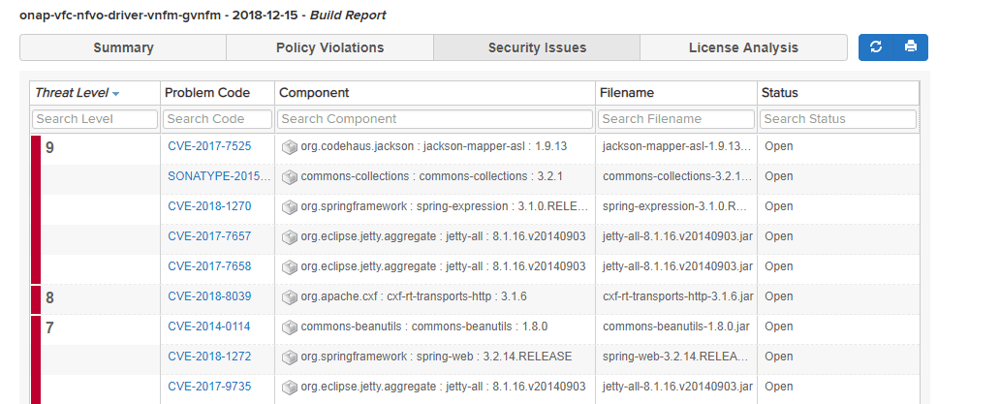 onap-vfc-nfvo-driver-vnfm-gvnfm - 2018-12-15 - Build Report
Summary Policy Violations Security Issues License Analysis
Threat Level Problem Code Component Filename Status
Search Level Search Code Search Component Search Filename Search Status
9 CVE-2017-7525 org.codehaus.jackson : jackson-mapper-asl : 1.9.13 jackson-mapper-asl-1.9.13... Open
SONATYPE-2015... commons-collections : commons-collections : 3.2.1 commons-collections-3.2.1... Open
CVE-2018-1270 org.springframework : spring-expression : 3.1.0.RELE... spring-expression-3.1.0.R... Open
CVE-2017-7657 org.eclipse.jetty.aggregate : jetty-all : 8.1.16.v20140903 jetty-all-8.1.16.v20140903.jar Open
CVE-2017-7658 org.eclipse.jetty.aggregate : jetty-all : 8.1.16.v20140903 jetty-all-8.1.16.v20140903.jar Open
8 CVE-2018-8039 org.apache.cxf : cxf-rt-transports-http : 3.1.6 cxf-rt-transports-http-3.1.6.jar Open
7 CVE-2014-0114 commons-beanutils : commons-beanutils : 1.8.0 commons-beanutils-1.8.0.jar Open
CVE-2018-1272 org.springframework : spring-web : 3.2.14.RELEASE spring-web-3.2.14.RELEA... Open
CVE-2017-9735 org.eclipse.jetty.aggregate : jetty-all : 8.1.16.v20140903 jetty-all-8.1.16.v20140903.jar Open